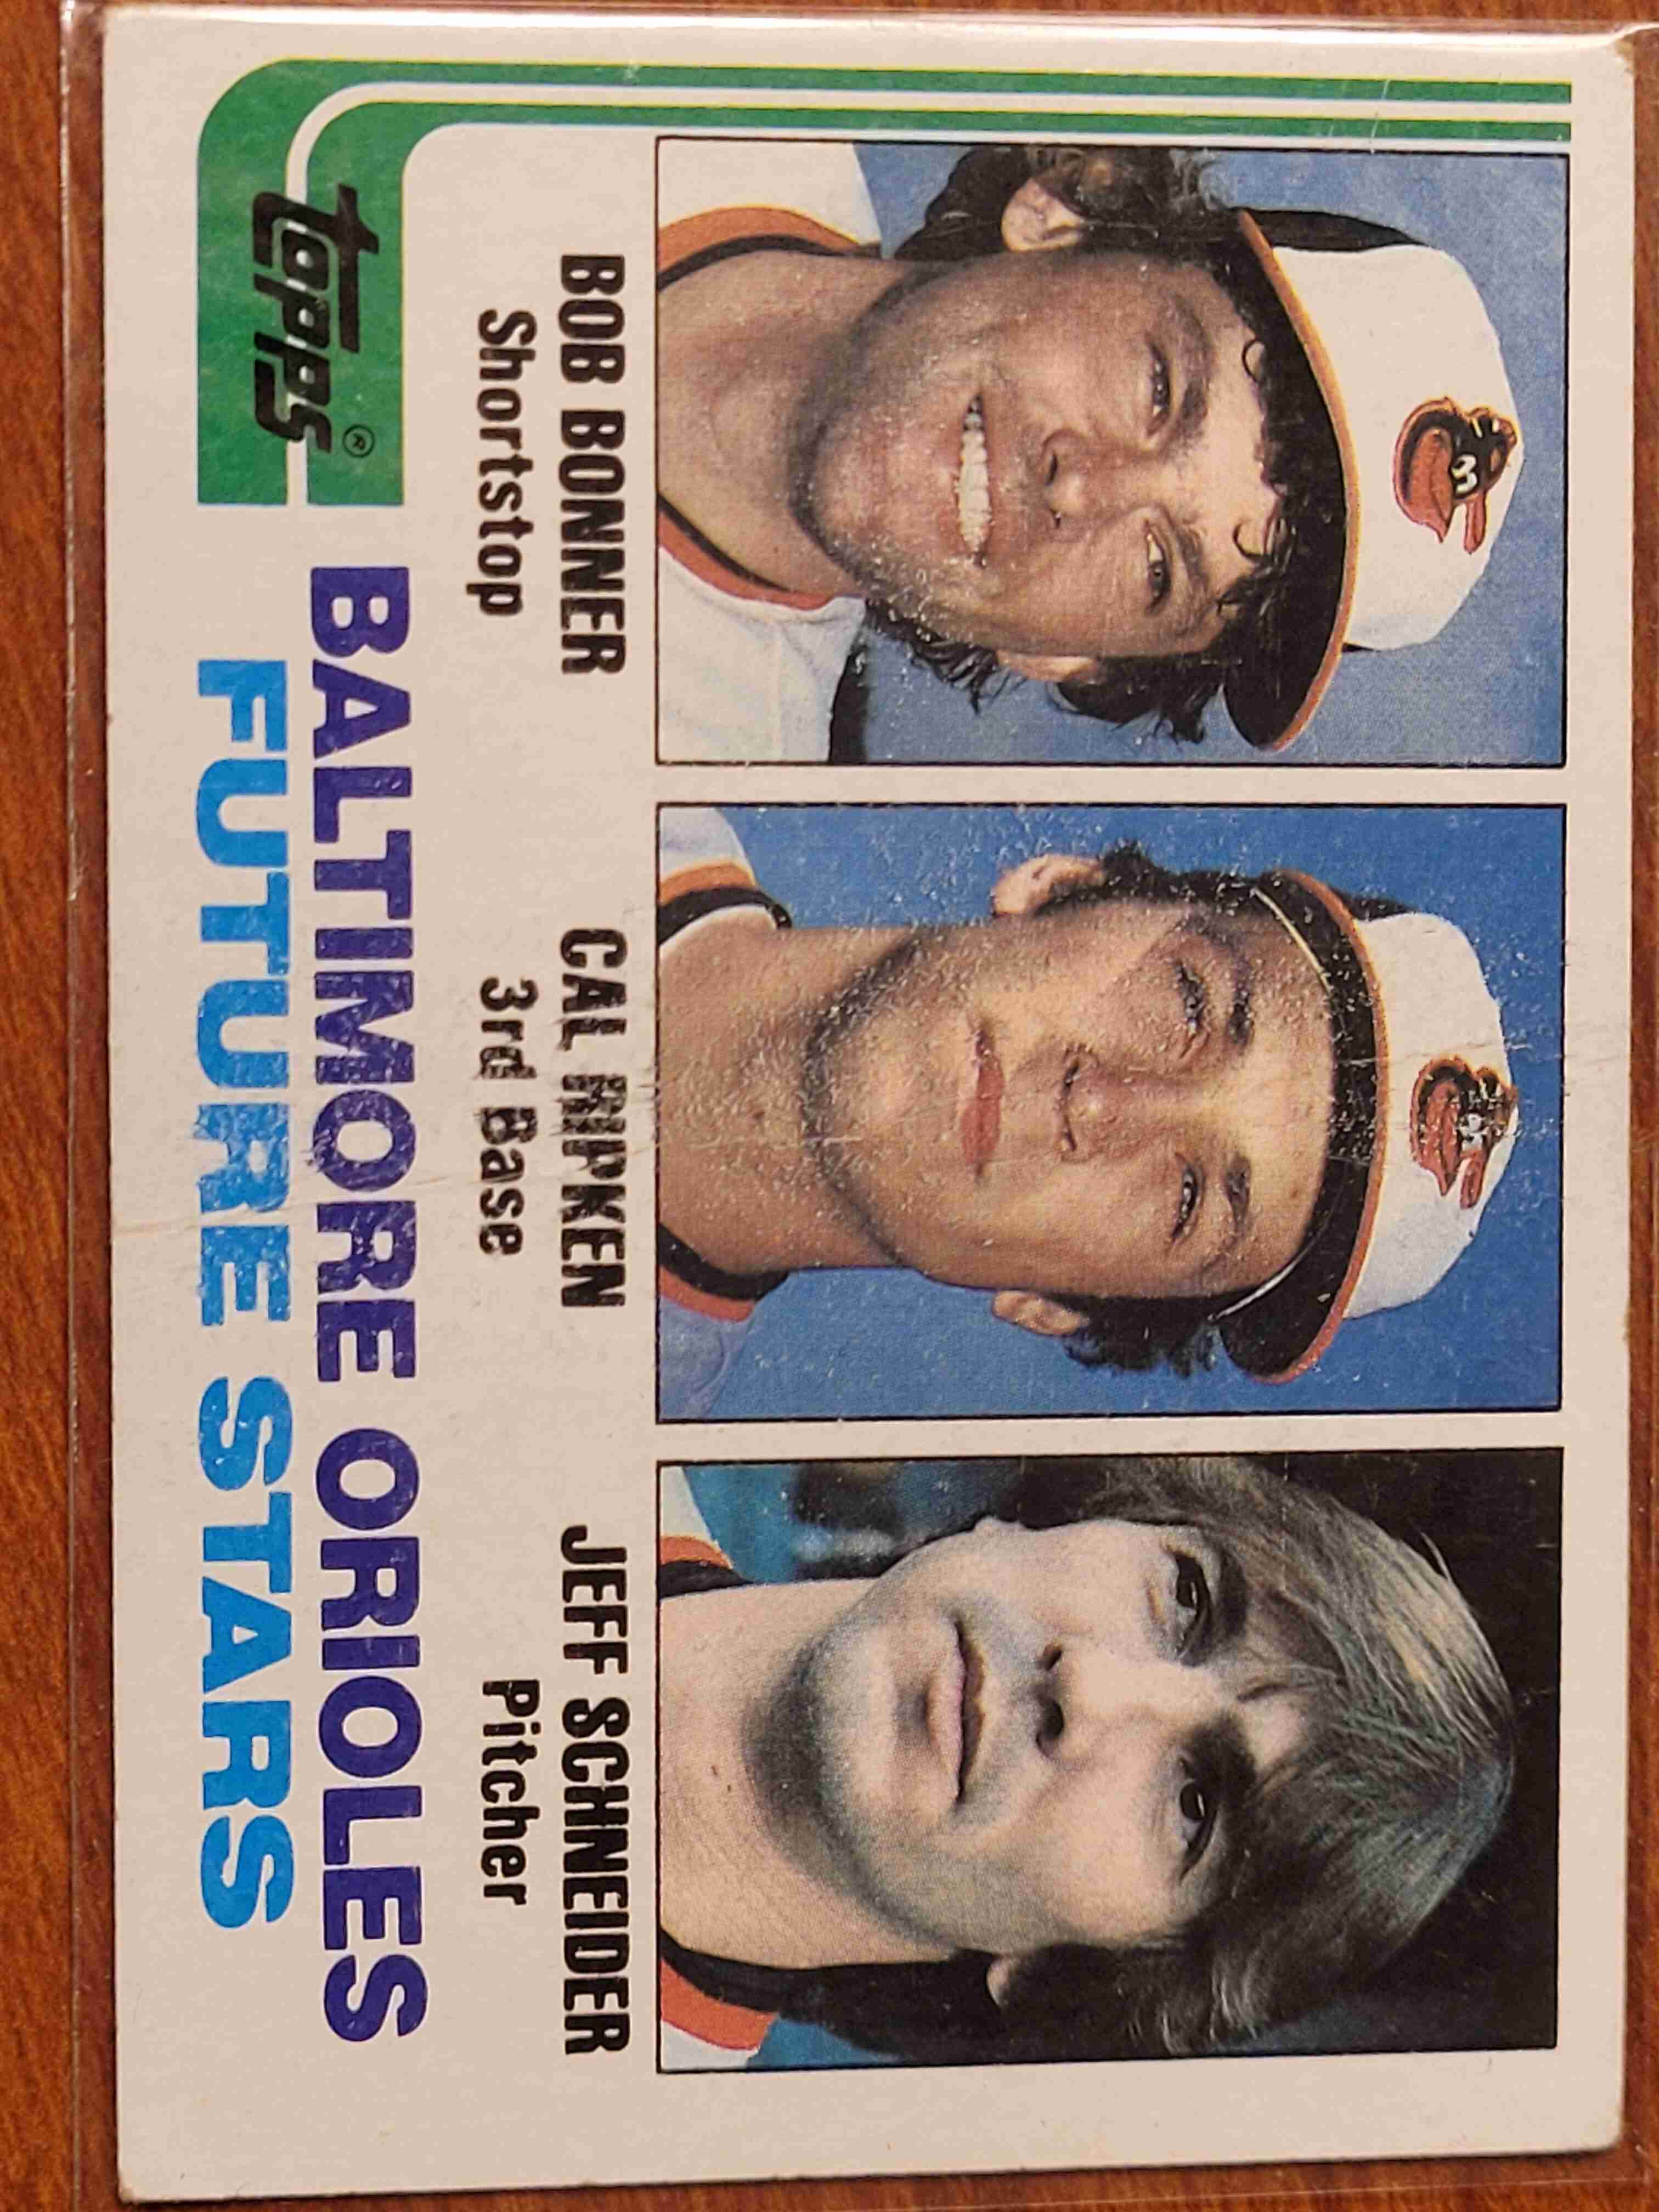 BOB BONNER
Shortstop
CAL RIPKEN
3rd Base
JEFF SCHNEIDER
Pitcher
topps®
BALTIMORE ORIOLES
FUTURE STARS